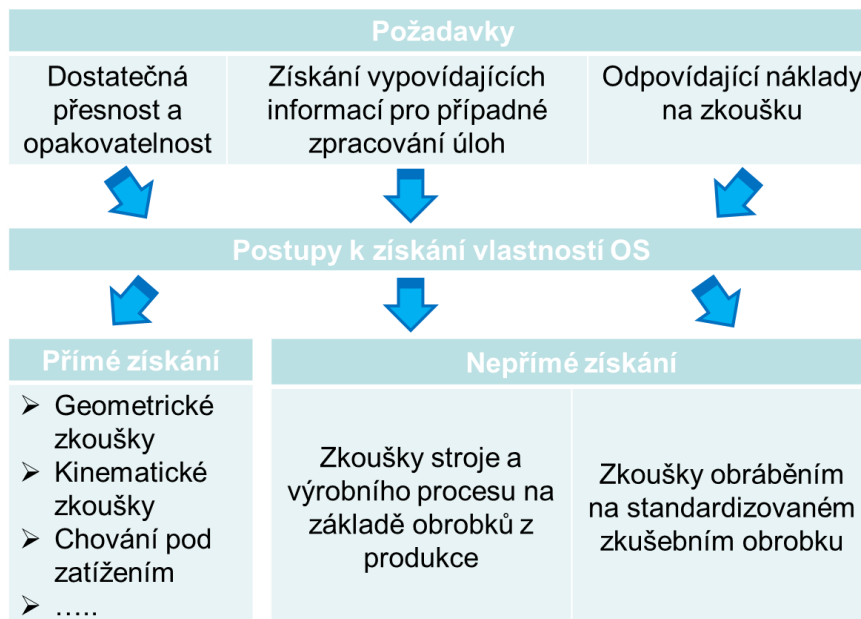 Požadavky
Dostatečná
přesnost a
opakovatelnost
Získání vypovídajících
informací pro případné
zpracování úloh
Odpovídající náklady
na zkoušku
Postupy k získání vlastností OS
Přímé získání
➢ Geometrické
zkoušky
➢ Kinematické
zkoušky
➢ Chování pod
zatížením
➢ …..
Nepřímé získání
Zkoušky stroje a
výrobního procesu na
základě obrobků z
produkce
Zkoušky obráběním
na standardizovaném
zkušebním obrobku